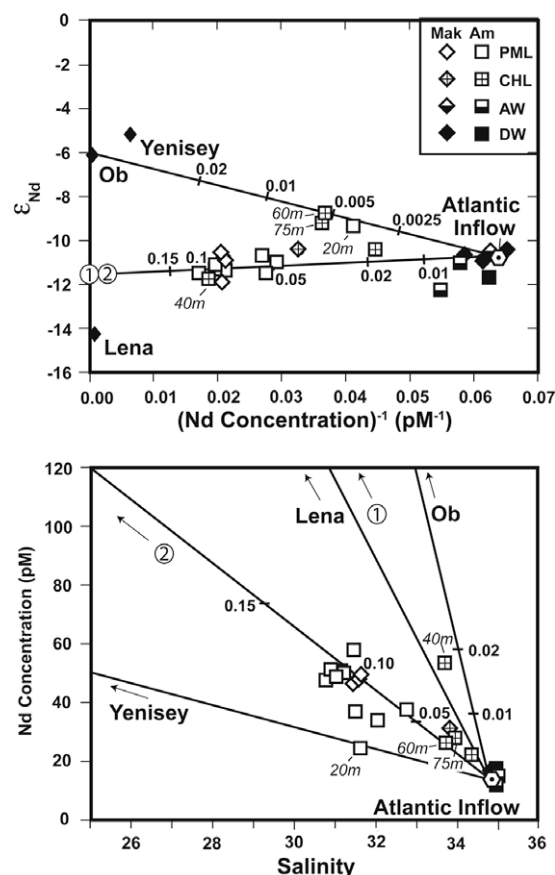 Mak Am
PML
CHL
AW
DW
0
-2
-4
-6
-8
-10
-12
-14
-16
εNd
Yenisey
Ob
0.02
0.01
0.005
0.0025
60m
75m
20m
Atlantic
Inflow
① ②
0.15
0.1
0.05
0.02
0.01
40m
Lena
0.00 0.01 0.02 0.03 0.04 0.05 0.06 0.07
(Nd Concentration)-1 (pM-1)
120
100
80
60
40
20
0
Nd Concentration (pM)
Lena
①
Ob
②
0.15
40m
0.02
0.10
0.01
0.05
Yenisey
60m
75m
20m
Atlantic Inflow
26 28 30 32 34 36
Salinity